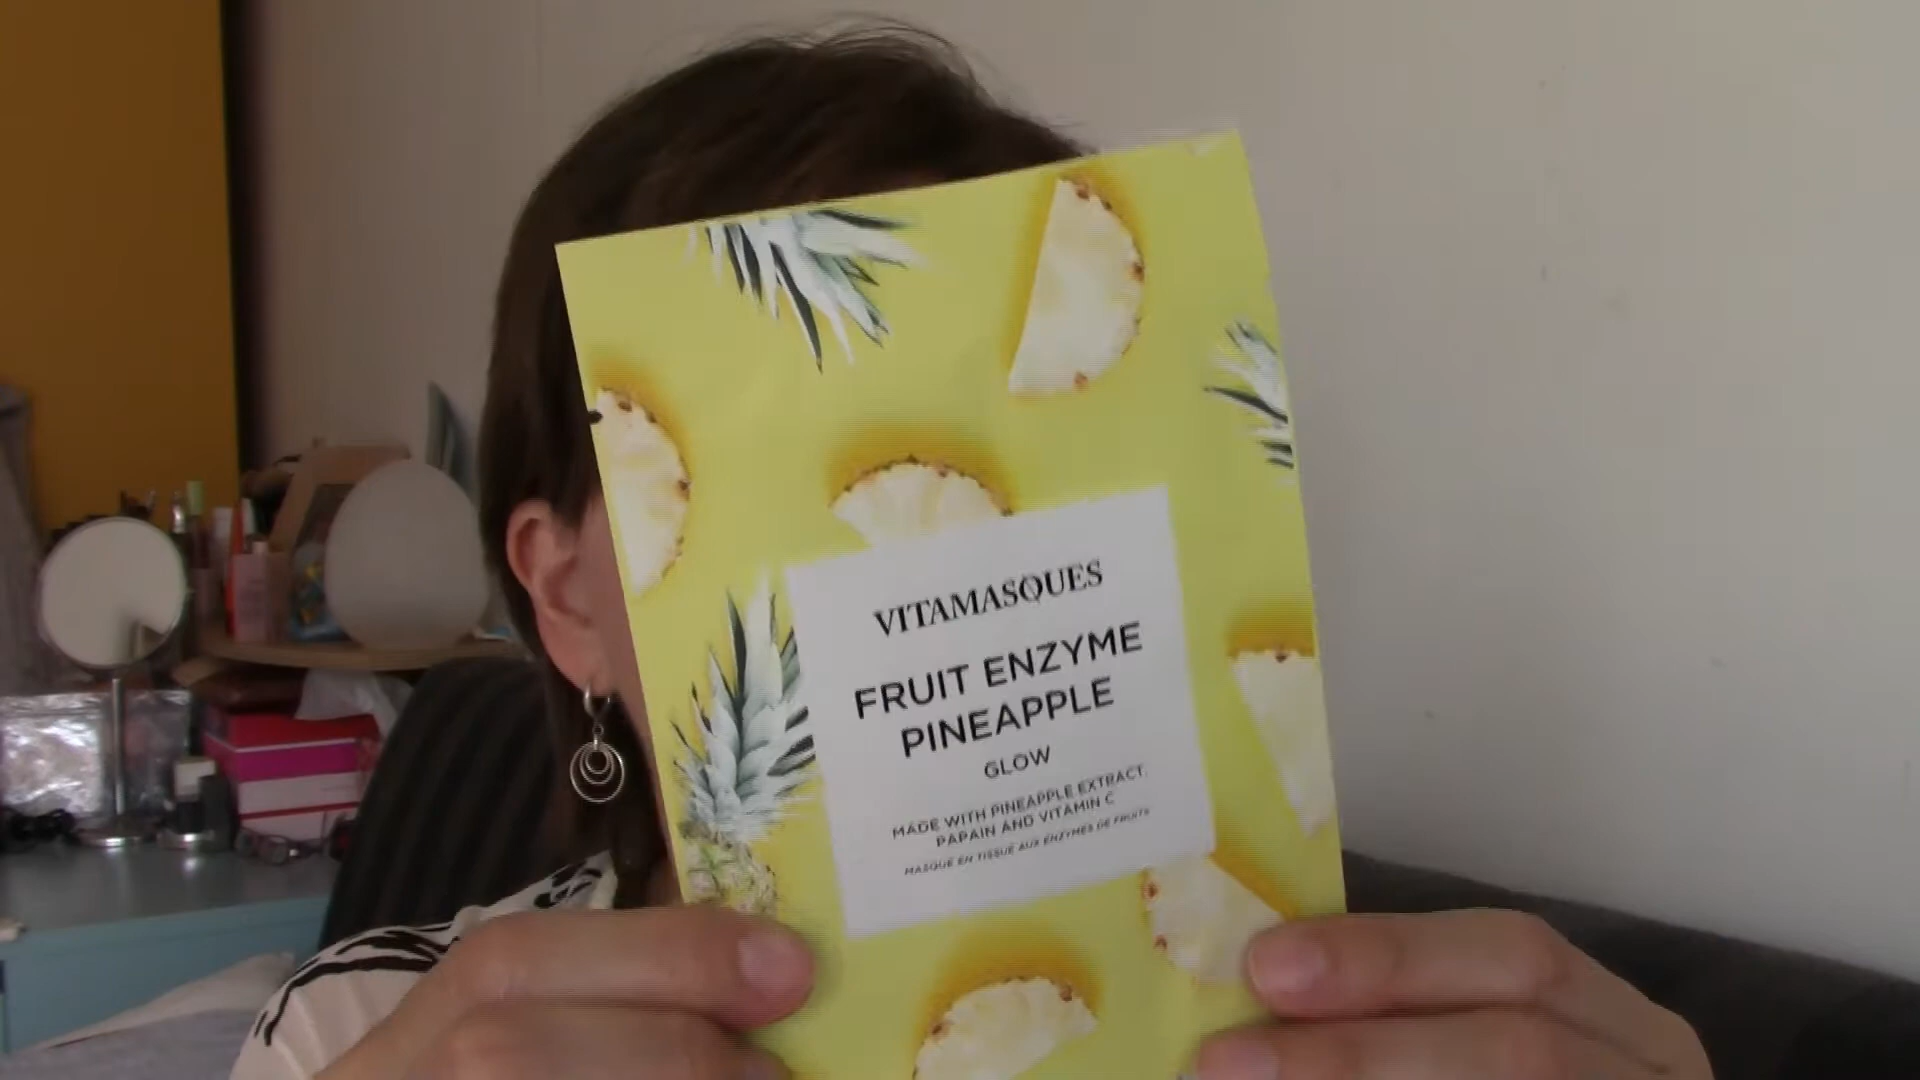 VITAMASQUES
FRUIT ENZYME
PINEAPPLE
GLOW
MADE WITH PINEAPPLE EXTRACT,
PAPAIN AND VITAMIN C
MASQUE EN TISSUE AUX ENZYMES DE FRUITS